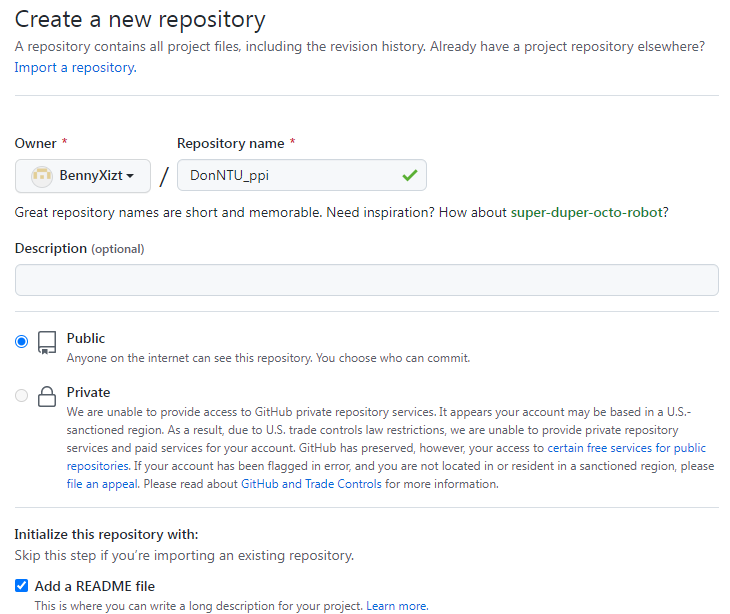 Create a new repository
A repository contains all project files, including the revision history. Already have a project repository elsewhere?
Import a repository.
Owner *
Repository name *
BennyXizt
/
DonNTU_ppi
Great repository names are short and memorable. Need inspiration? How about super-duper-octo-robot?
Description (optional)
Public
Anyone on the internet can see this repository. You choose who can commit.
Private
We are unable to provide access to GitHub private repository services. It appears your account may be based in a U.S.-
sanctioned region. As a result, due to U.S. trade controls law restrictions, we are unable to provide private repository
services and paid services for your account. GitHub has preserved, however, your access to certain free services for public
repositories. If your account has been flagged in error, and you are not located in or resident in a sanctioned region, please
file an appeal. Please read about GitHub and Trade Controls for more information.
Initialize this repository with:
Skip this step if you're importing an existing repository.
Add a README file
This is where you can write a long description for your project. Learn more.